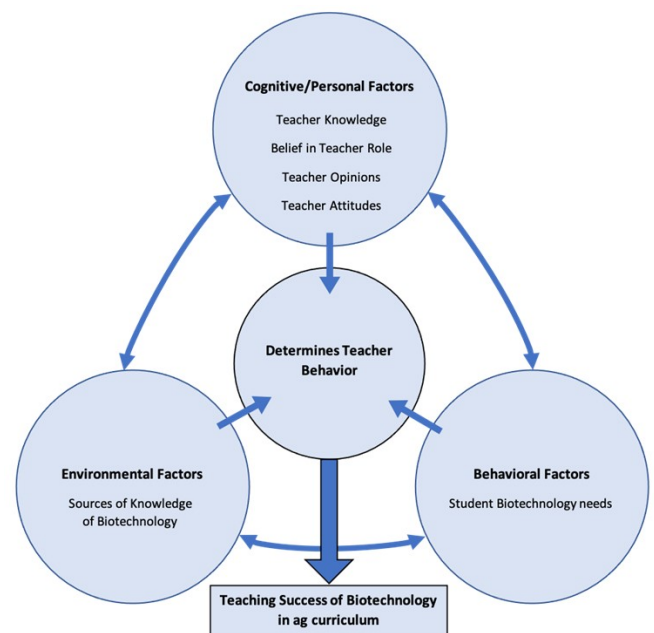 Cognitive/Personal Factors
Teacher Knowledge
Belief in Teacher Role
Teacher Opinions
Teacher Attitudes
Determines Teacher
Behavior
Environmental Factors
Sources of Knowledge
of Biotechnology
Behavioral Factors
Student Biotechnology needs
Teaching Success of Biotechnology
in ag curriculum